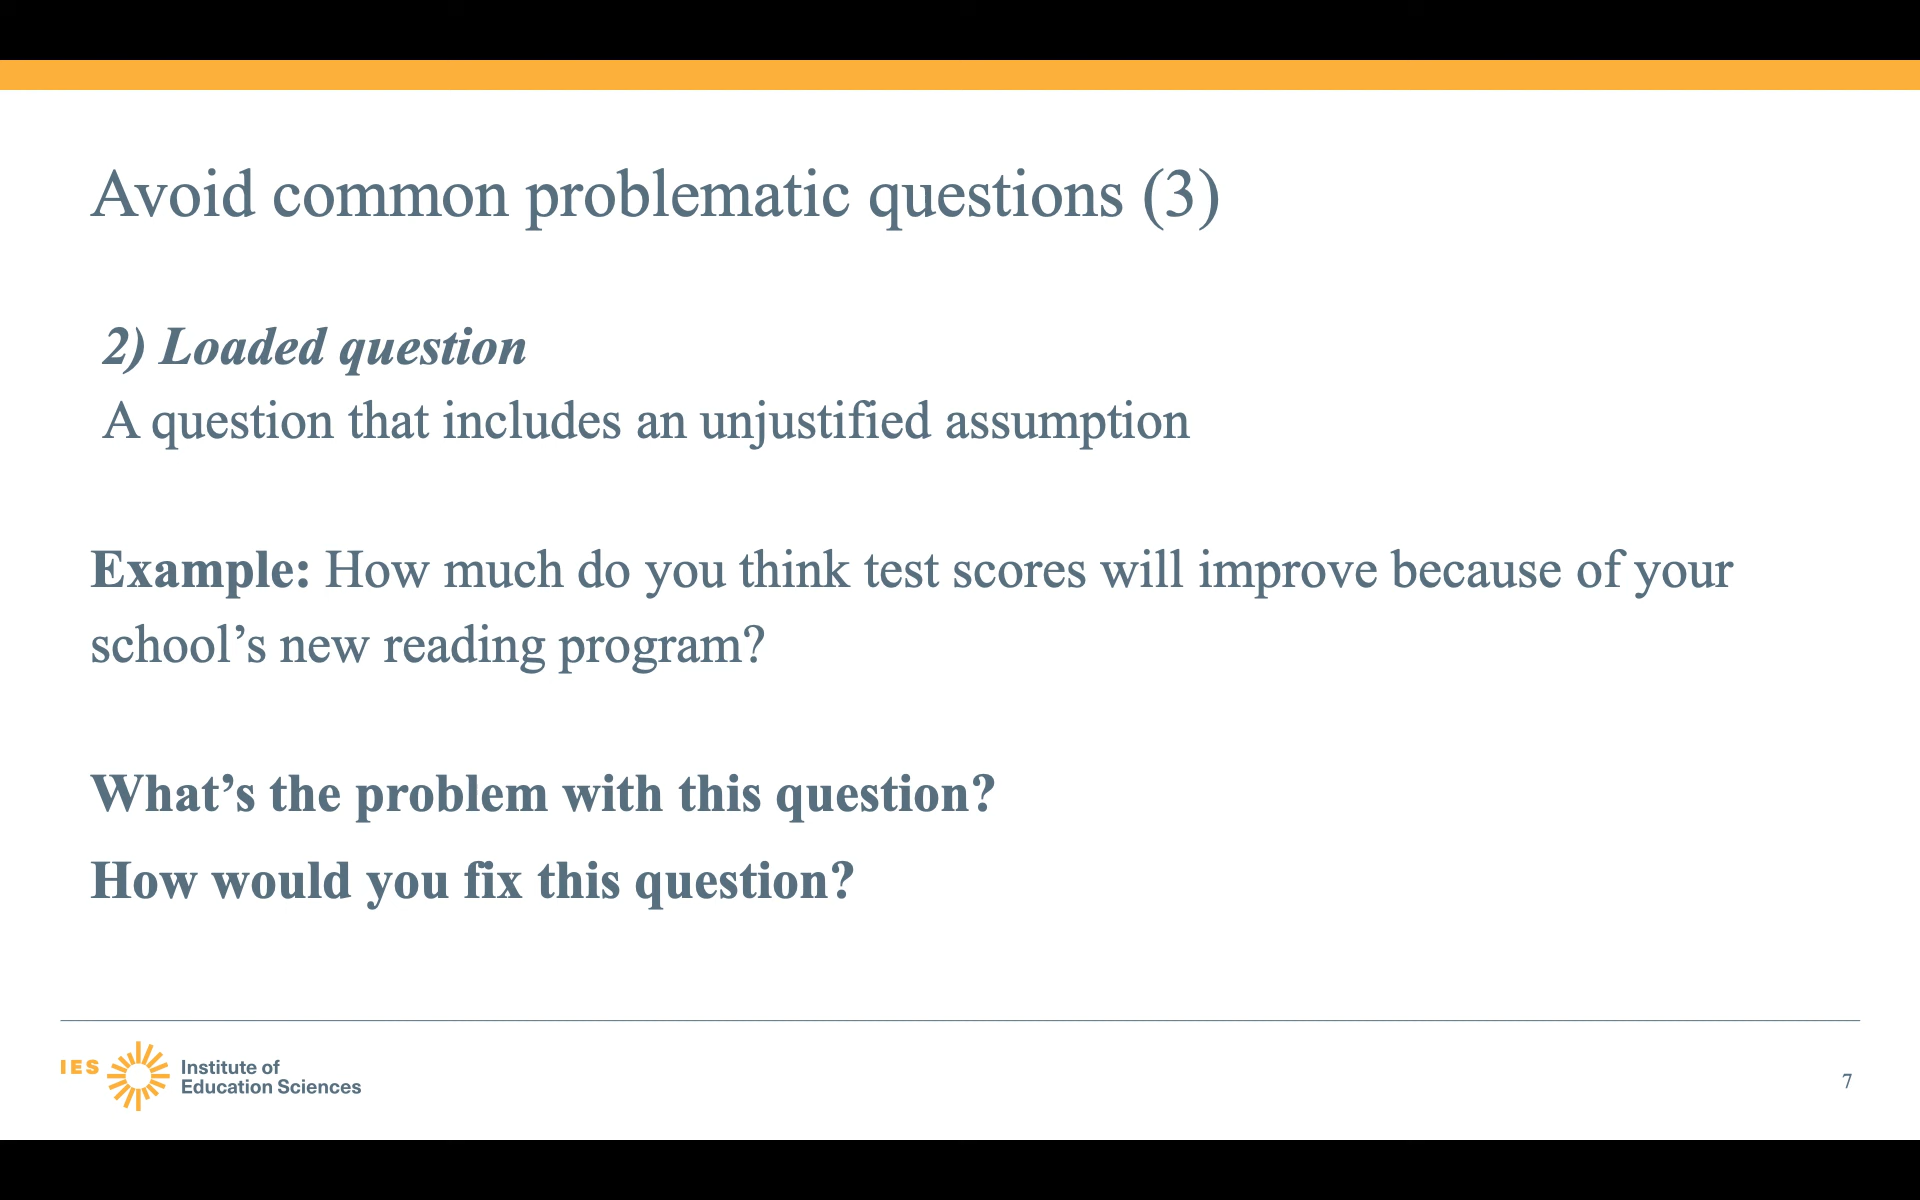 Avoid common problematic questions (3)
2) Loaded question
A question that includes an unjustified assumption
Example: How much do you think test scores will improve because of your
school’s new reading program?
What’s the problem with this question?
How would you fix this question?
IES
Institute of
Education Sciences
7